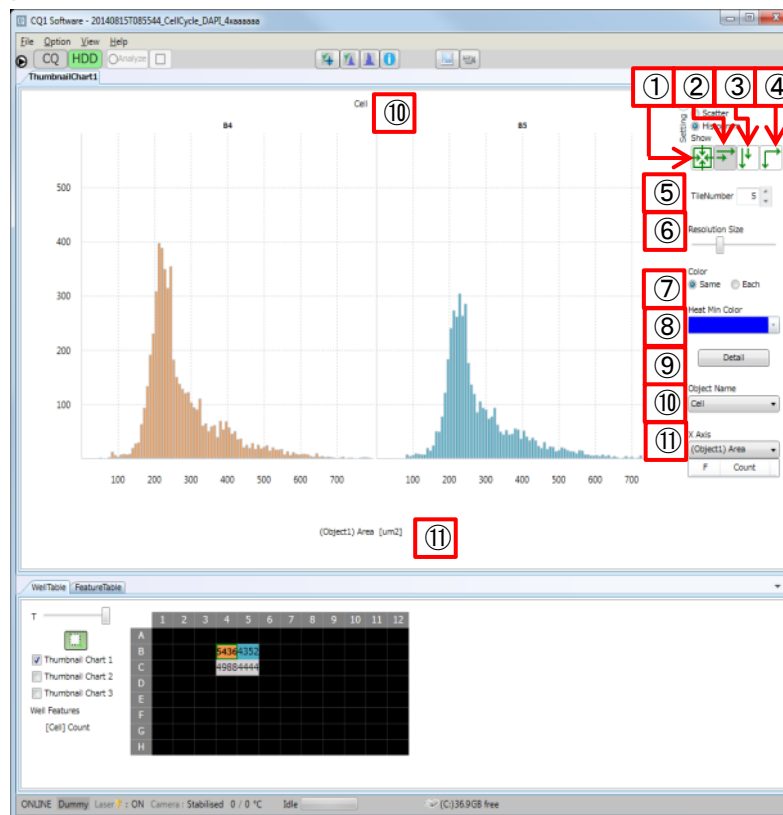 CQ1 Software - 20140815T085544_CellCycle_DAPI_4xaaaaaa
File Option View Help
CQ HDD Analyze
ThumbnailChart1
① ② ③ ④
Cell ⑩
B4 B5
Setting
Scatter
Show
⑤ TileNumber 5
⑥ Resolution Size
Color
⑦ Same Each
Heat Min Color
⑧
⑨ Detail
Object Name
⑩ Cell
X Axis
⑪ (Object1) Area
F Count
500
400
300
200
100
100 200 300 400 500 600 700 100 200 300 400 500 600 700
(Object1) Area [um2] ⑪
WellTable FeatureTable
T
1 2 3 4 5 6 7 8 9 10 11 12
A
B 5436 4352
C 4988 4444
D
E
F
G
H
Thumbnail Chart 1
Thumbnail Chart 2
Thumbnail Chart 3
Well Features
[Cell] Count
ONLINE Dummy Laser : ON Camera : Stabilised 0 / 0 °C Idle (C:)36.9GB free